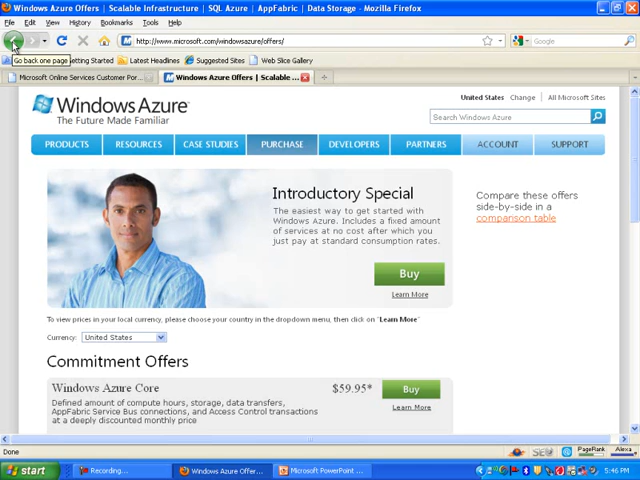 Windows Azure Offers | Scalable Infrastructure | SQL Azure | AppFabric | Data Storage - Mozilla Firefox
File Edit View History Bookmarks Tools Help
http://www.microsoft.com/windowsazure/offers/
Google
Go back one page
Getting Started
Latest Headlines
Suggested Sites
Web Slice Gallery
Microsoft Online Services Customer Por...
Windows Azure Offers | Scalable ...
United States Change All Microsoft Sites
Windows Azure
The Future Made Familiar
Search Windows Azure
PRODUCTS RESOURCES CASE STUDIES PURCHASE DEVELOPERS PARTNERS ACCOUNT SUPPORT
Introductory Special
The easiest way to get started with
Windows Azure. Includes a fixed amount
of services at no cost after which you
just pay at standard consumption rates.
Buy
Learn More
Compare these offers
side-by-side in a
comparison table
To view prices in your local currency, please choose your country in the dropdown menu, then click on "Learn More"
Currency: United States
Commitment Offers
Windows Azure Core $59.95* Buy
Defined amount of compute hours, storage, data transfers,
AppFabric Service Bus connections, and Access Control transactions
at a deeply discounted monthly price
Learn More
Done
PageRank
Alexa
start
Recording...
Windows Azure Offer...
Microsoft PowerPoint ...
5:46 PM